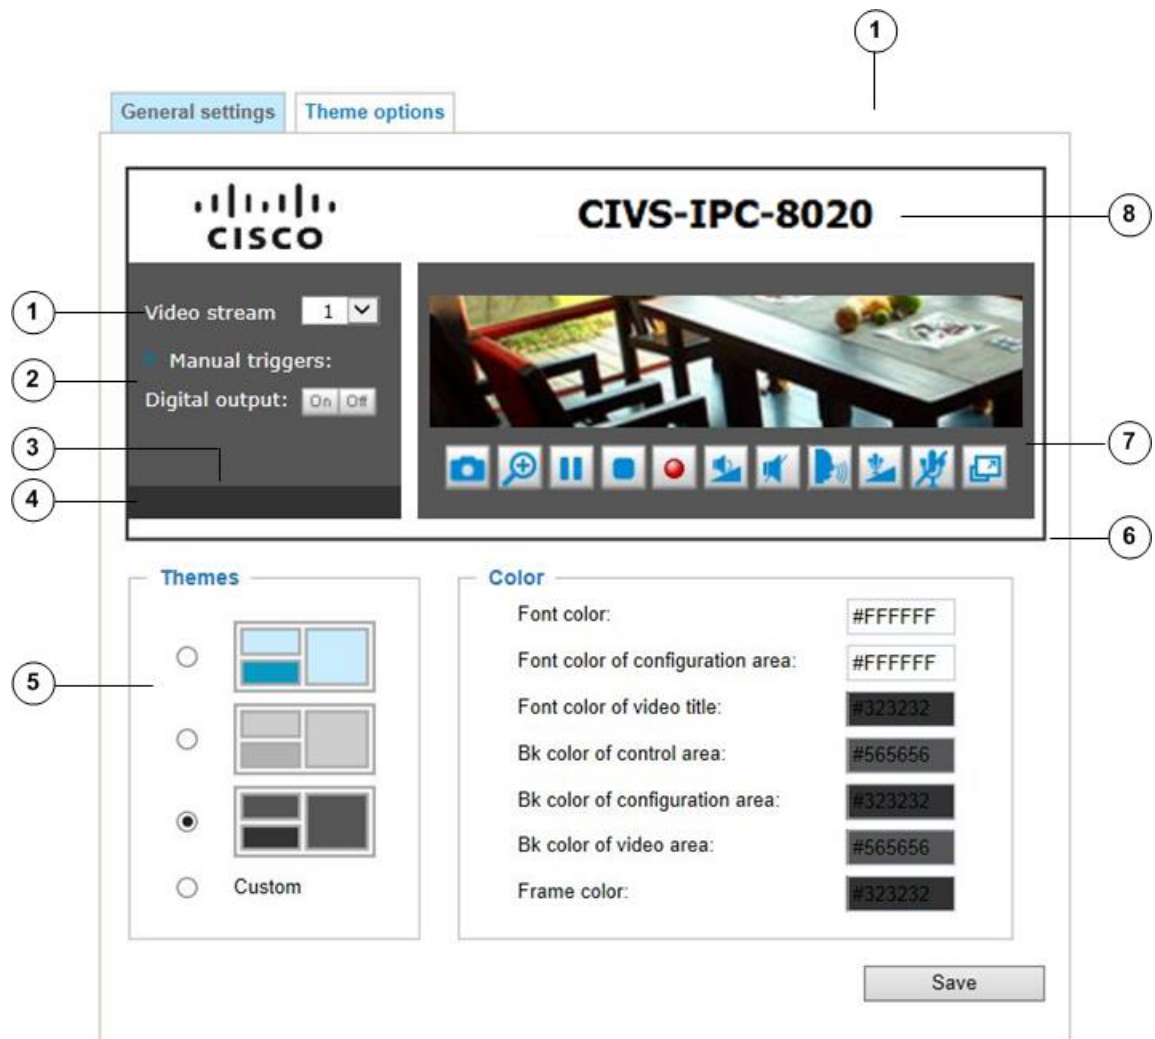 1
General settings
Theme options
CISCO
CIVS-IPC-8020
8
1
Video stream
1
2
Manual triggers:
Digital output:
On
Off
3
7
4
6
Themes
Color
Font color:
#FFFFFF
Font color of configuration area:
#FFFFFF
5
Font color of video title:
#323232
Bk color of control area:
#565656
Bk color of configuration area:
#323232
Bk color of video area:
#565656
Custom
Frame color:
#323232
Save